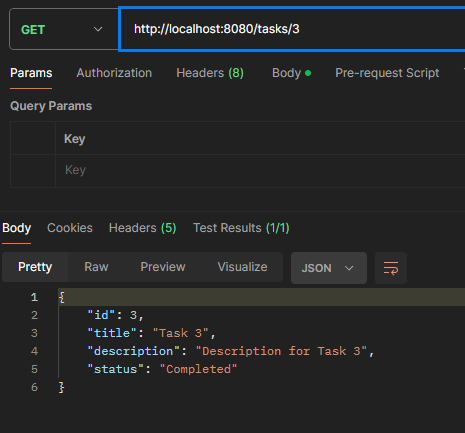 GET http://localhost:8080/tasks/3
Params Authorization Headers (8) Body Pre-request Script
Query Params
Key
Key
Body Cookies Headers (5) Test Results (1/1)
Pretty Raw Preview Visualize JSON
1 {
2 "id": 3,
3 "title": "Task 3",
4 "description": "Description for Task 3",
5 "status": "Completed"
6 }